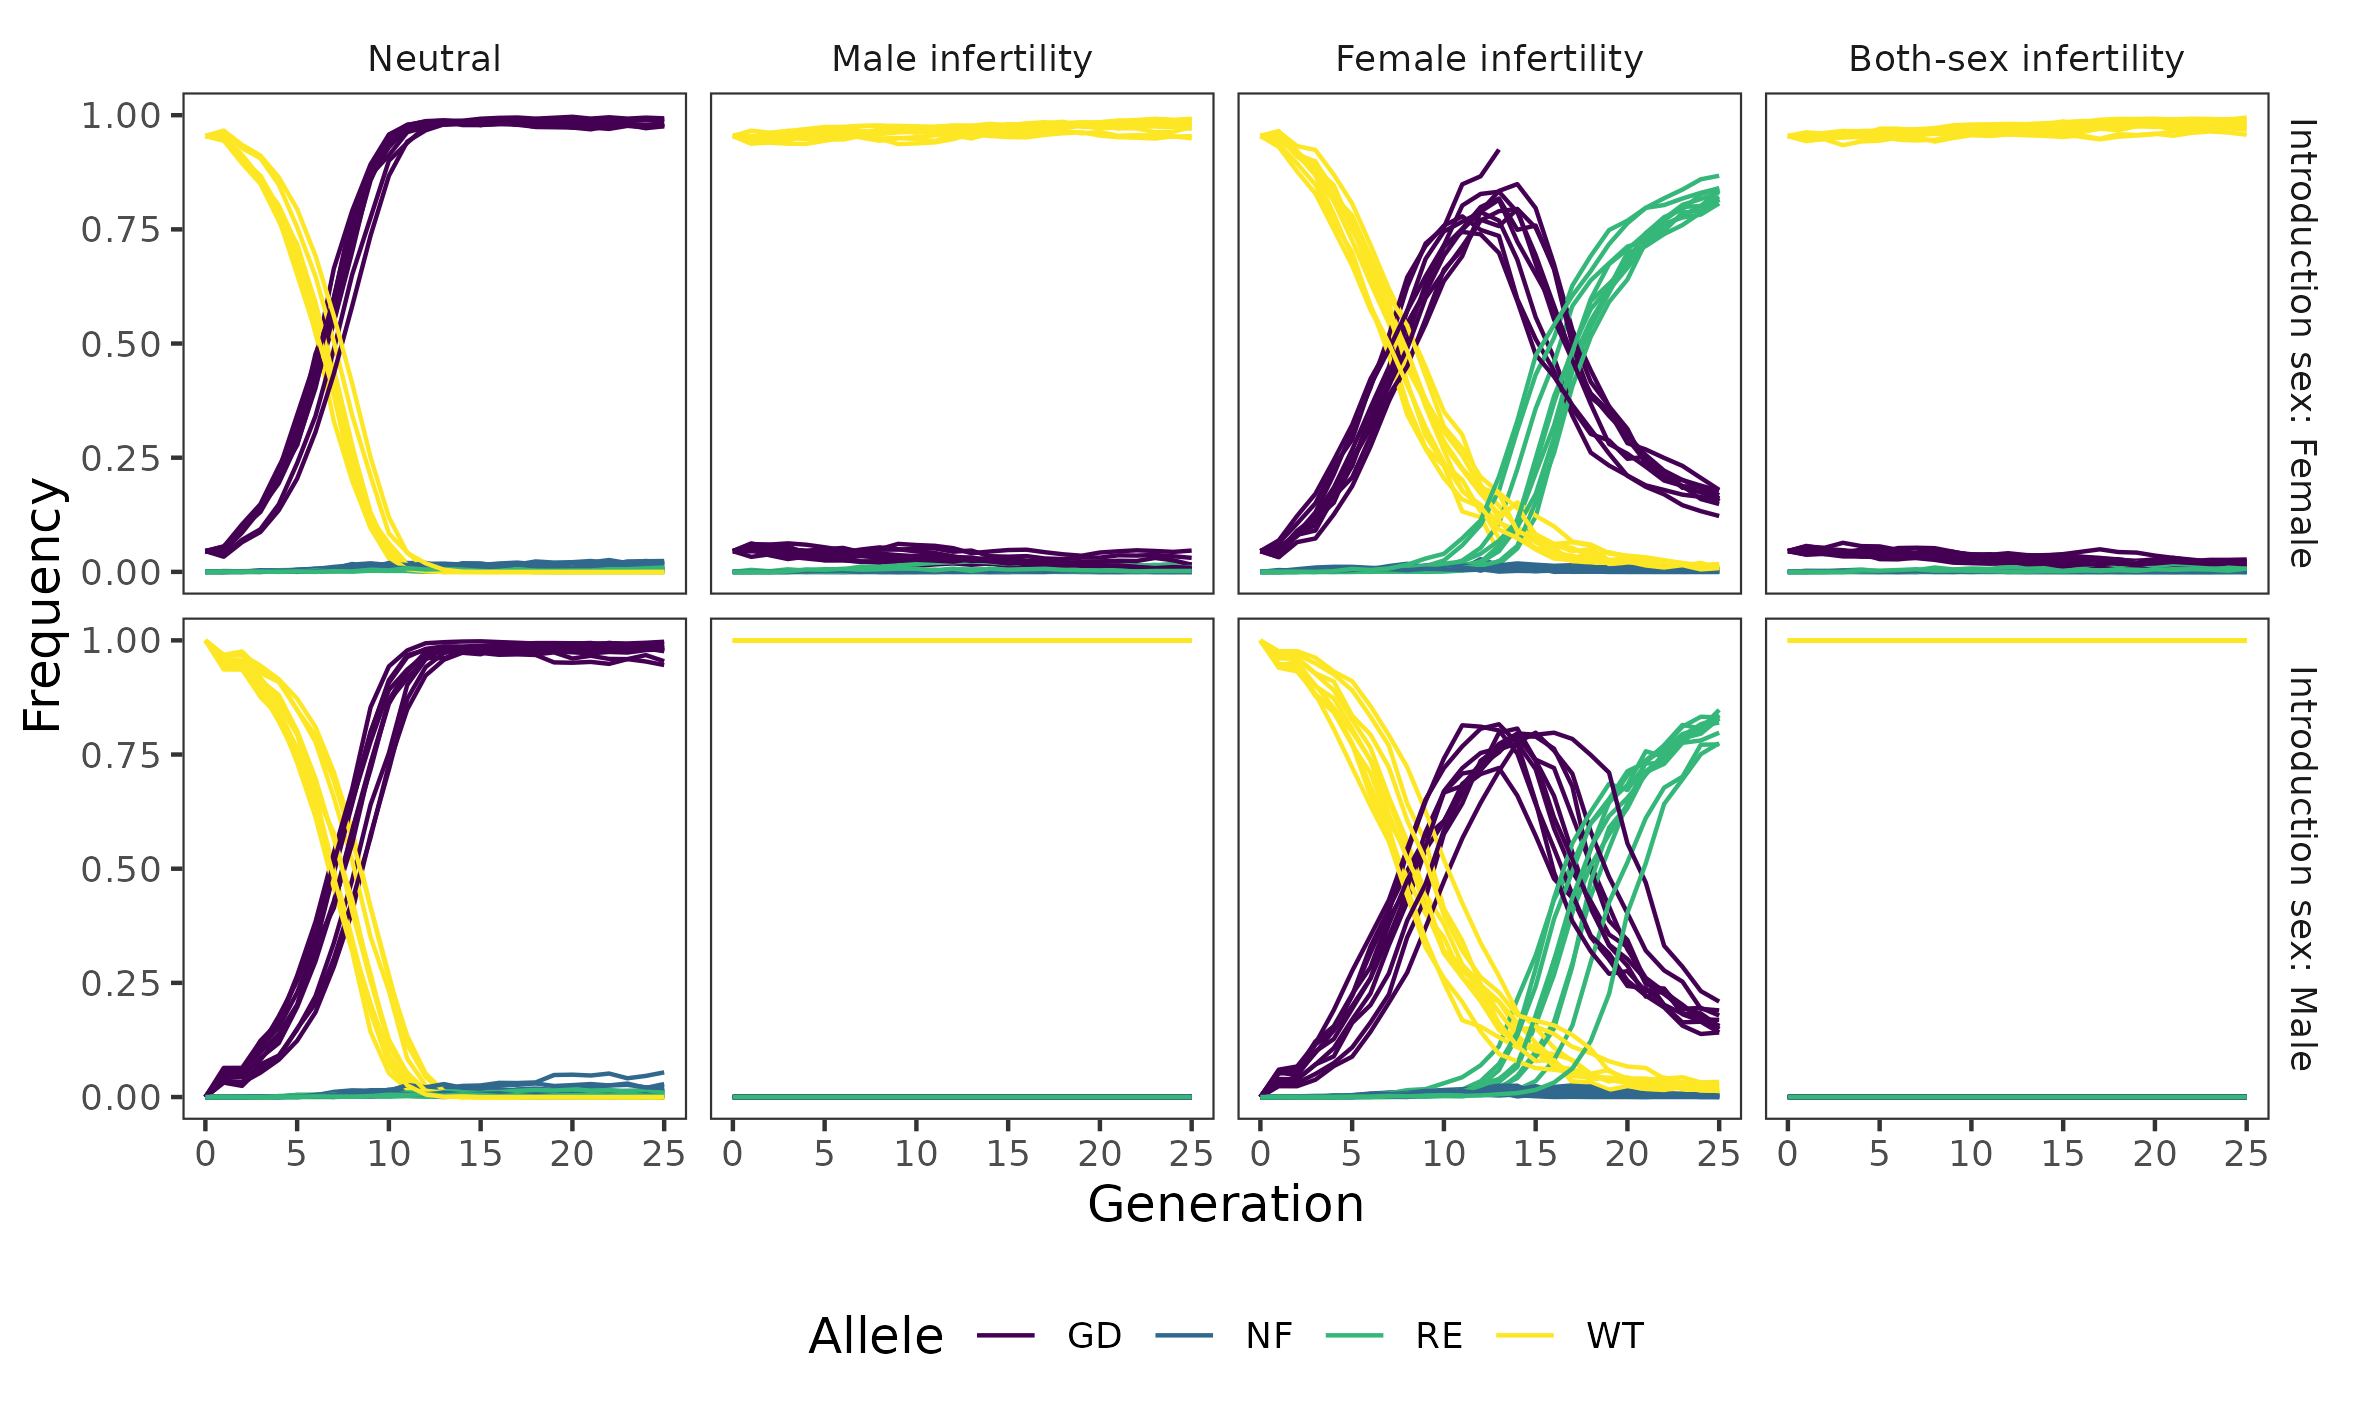 Neutral
Male infertility
Female infertility
Both-sex infertility
1.00
0.75
0.50
0.25
0.00
Introduction sex: Female
1.00
0.75
0.50
0.25
0.00
Introduction sex: Male
Frequency
0 5 10 15 20 25
0 5 10 15 20 25
0 5 10 15 20 25
0 5 10 15 20 25
Generation
Allele GD NF RE WT